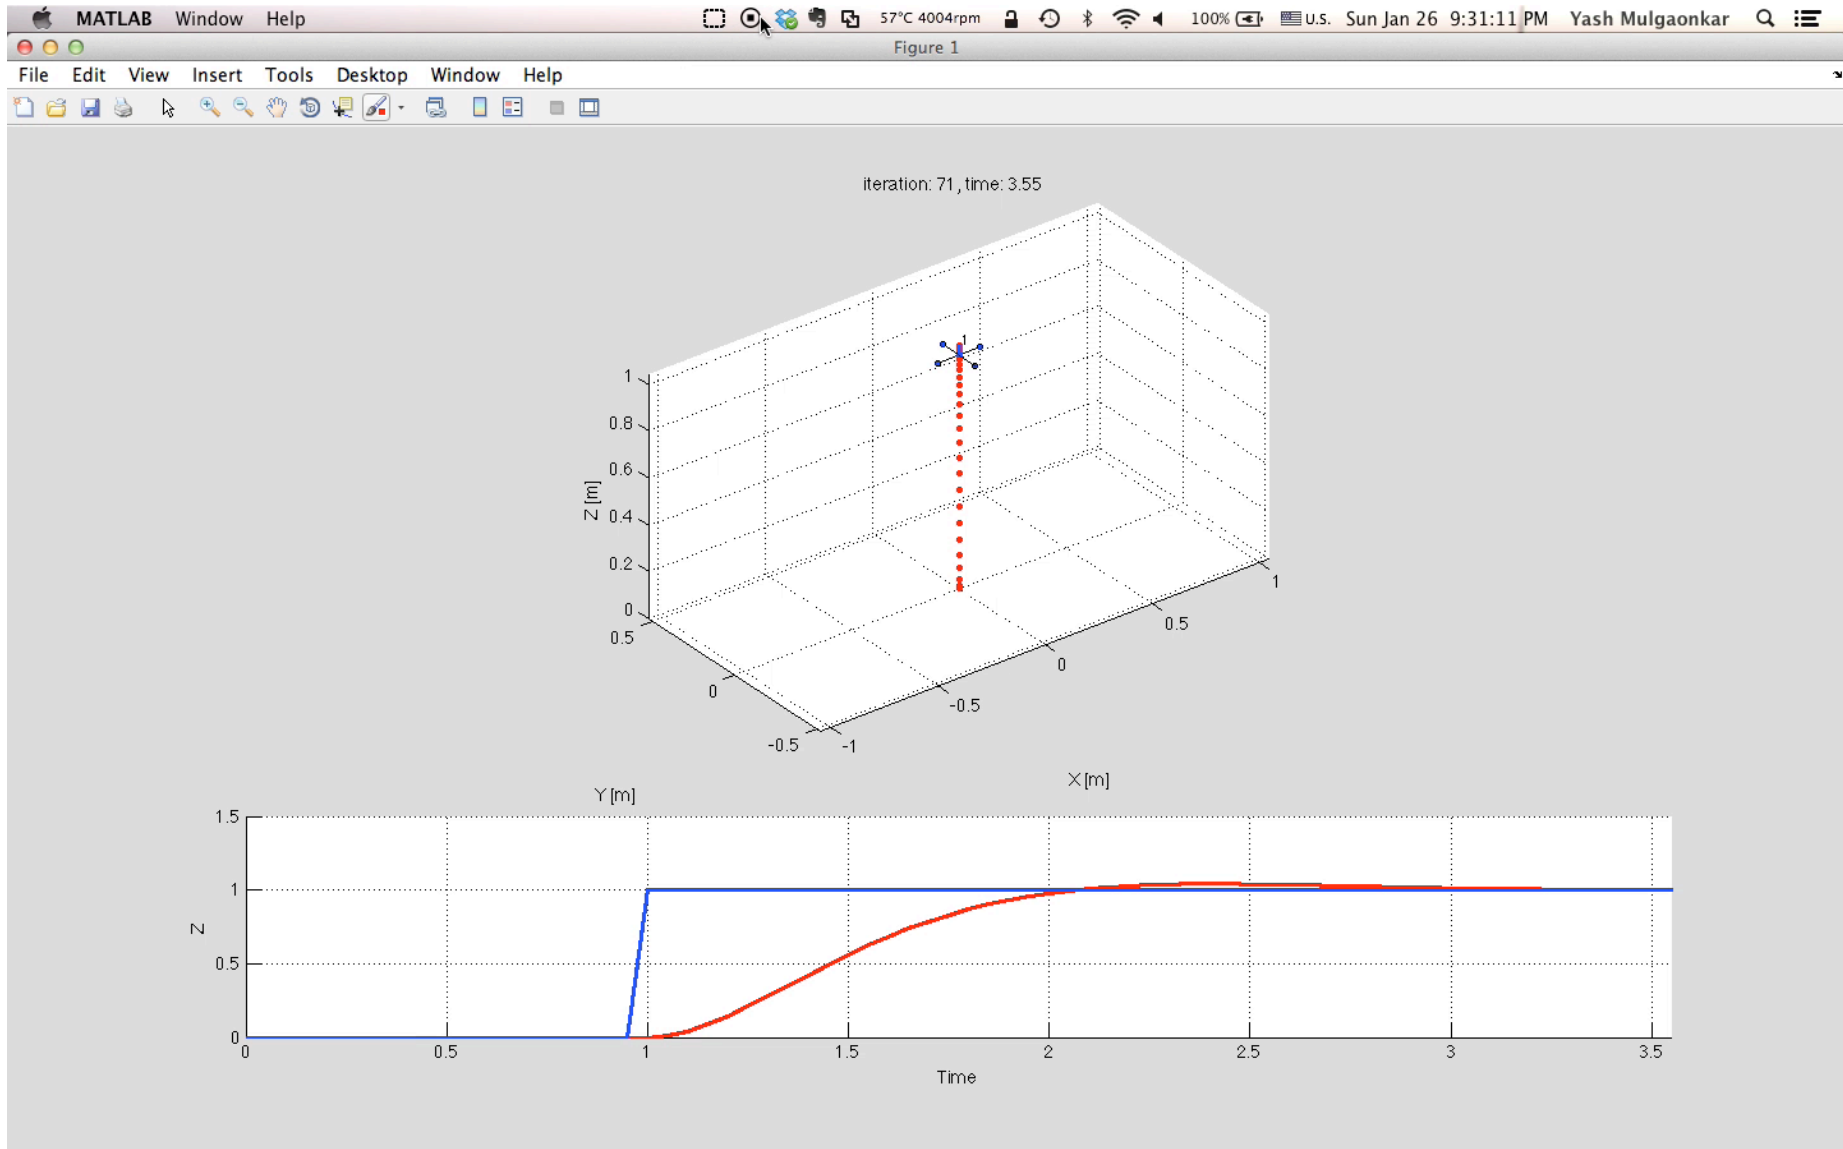 MATLAB Window Help 57°C 4004rpm 100% U.S. Sun Jan 26 9:31:11 PM Yash Mulgaonkar
Figure 1
File Edit View Insert Tools Desktop Window Help
iteration: 71, time: 3.55
1
1
0.8
0.6
Z [m]
0.4
0.2
0
0.5
0
-0.5
-1
-0.5
0
0.5
1
X [m]
Y [m]
1.5
1
Z
0.5
0
0 0.5 1 1.5 2 2.5 3 3.5
Time